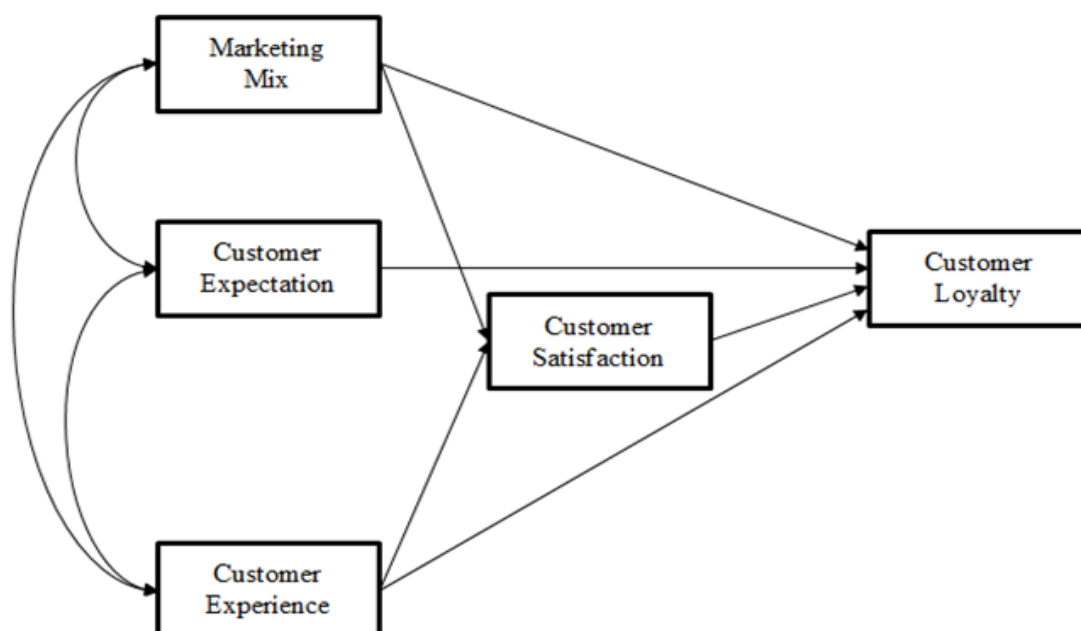 Marketing
Mix
Customer
Expectation
Customer
Satisfaction
Customer
Loyalty
Customer
Experience